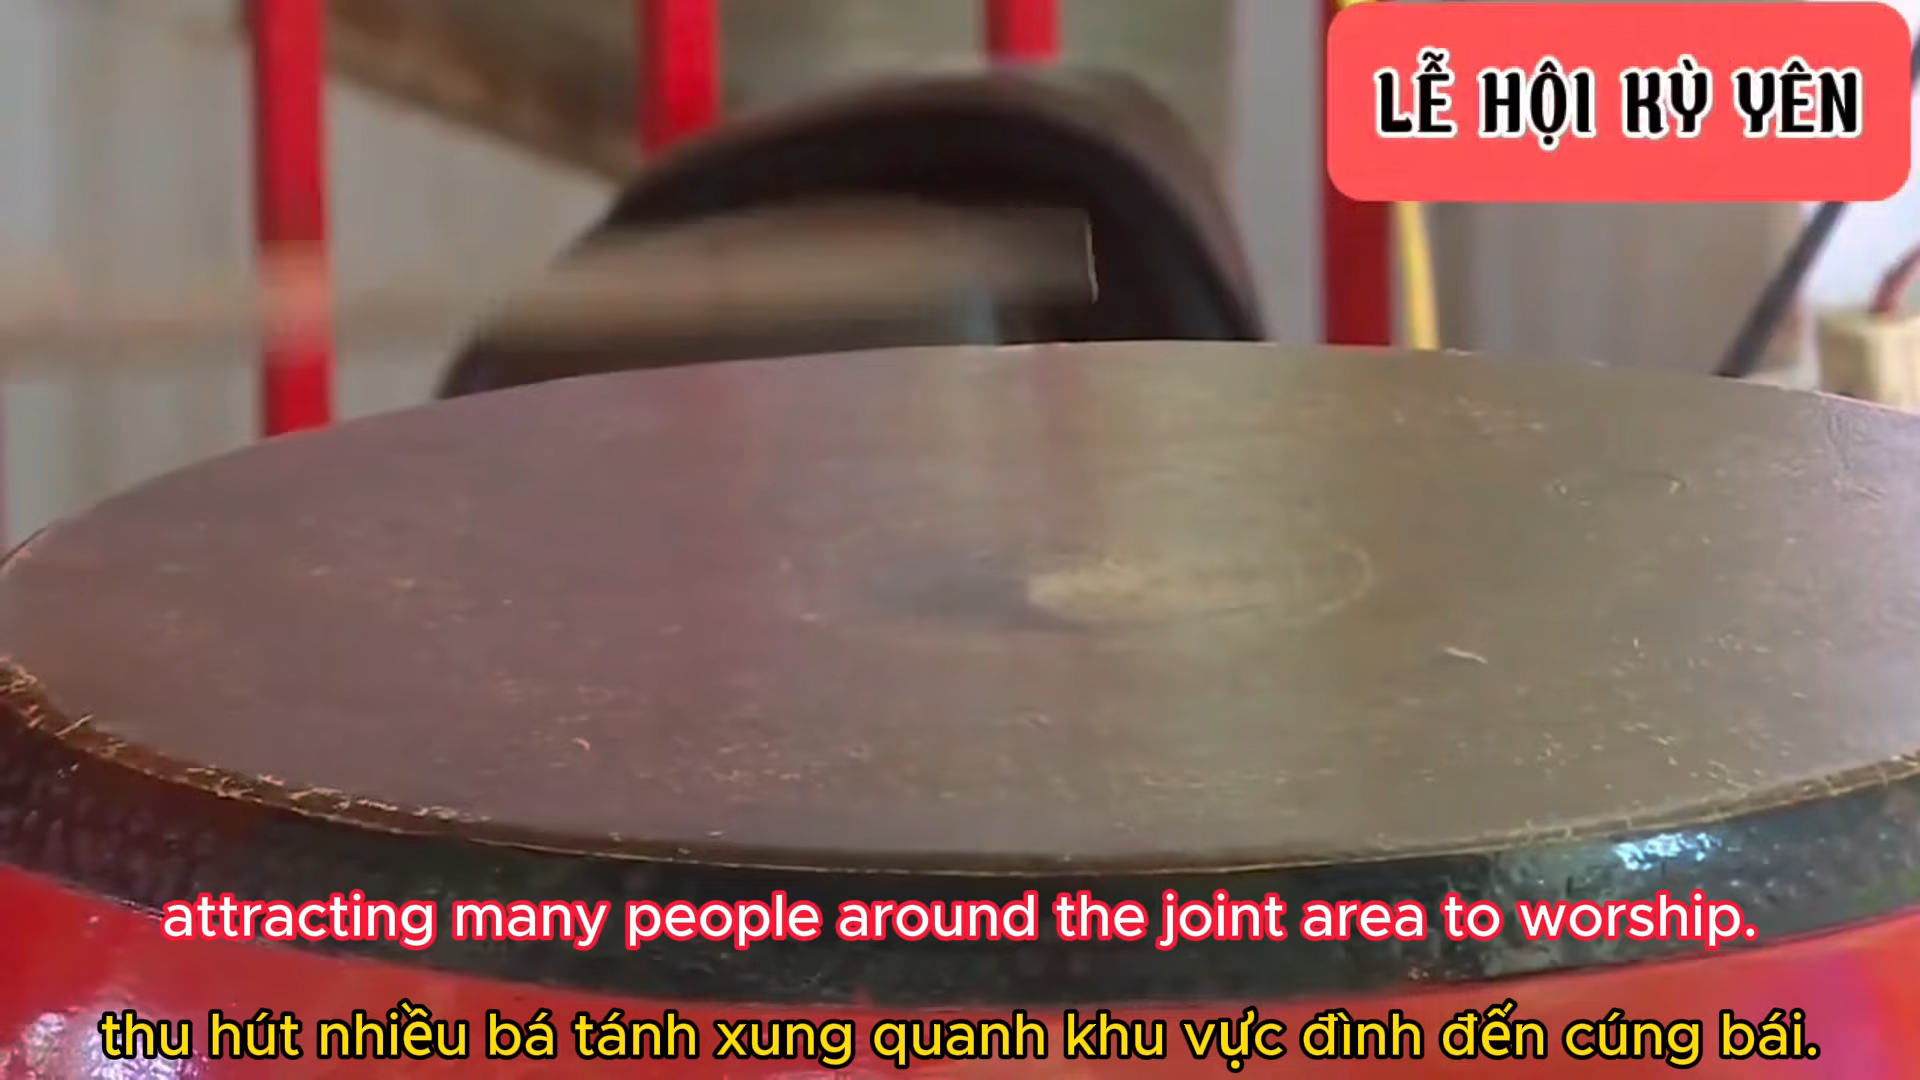 LỄ HỘI KỲ YÊN
attracting many people around the joint area to worship.
thu hút nhiều bá tánh xung quanh khu vực đình đến cúng bái.